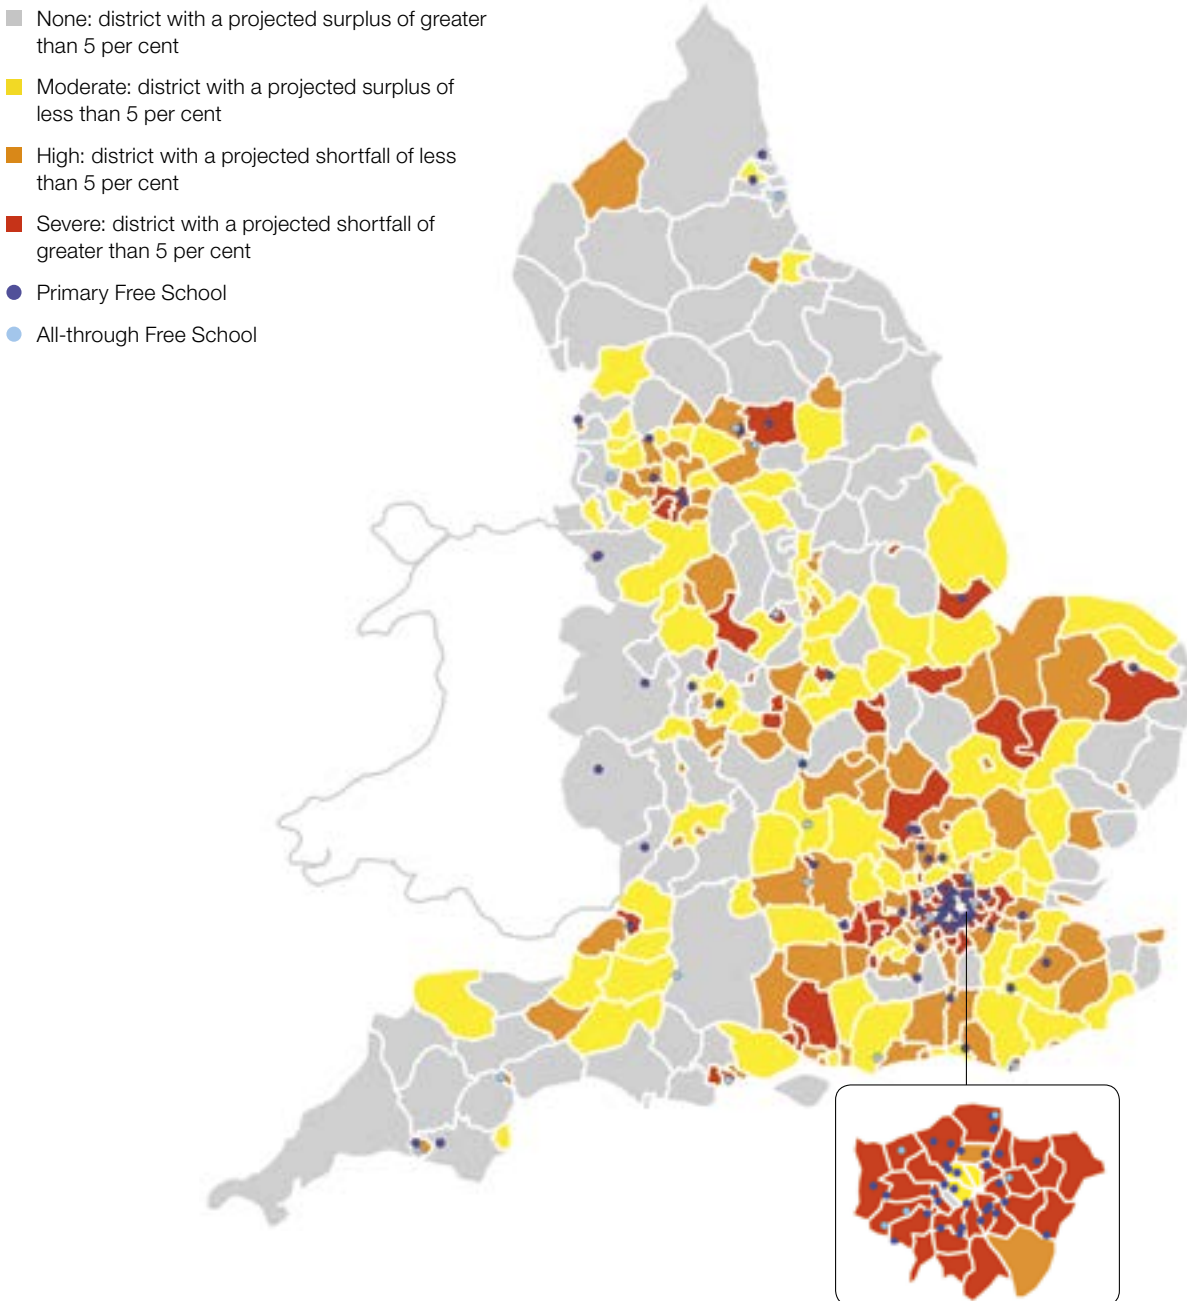 None: district with a projected surplus of greater
than 5 per cent
Moderate: district with a projected surplus of
less than 5 per cent
High: district with a projected shortfall of less
than 5 per cent
Severe: district with a projected shortfall of
greater than 5 per cent
Primary Free School
All-through Free School